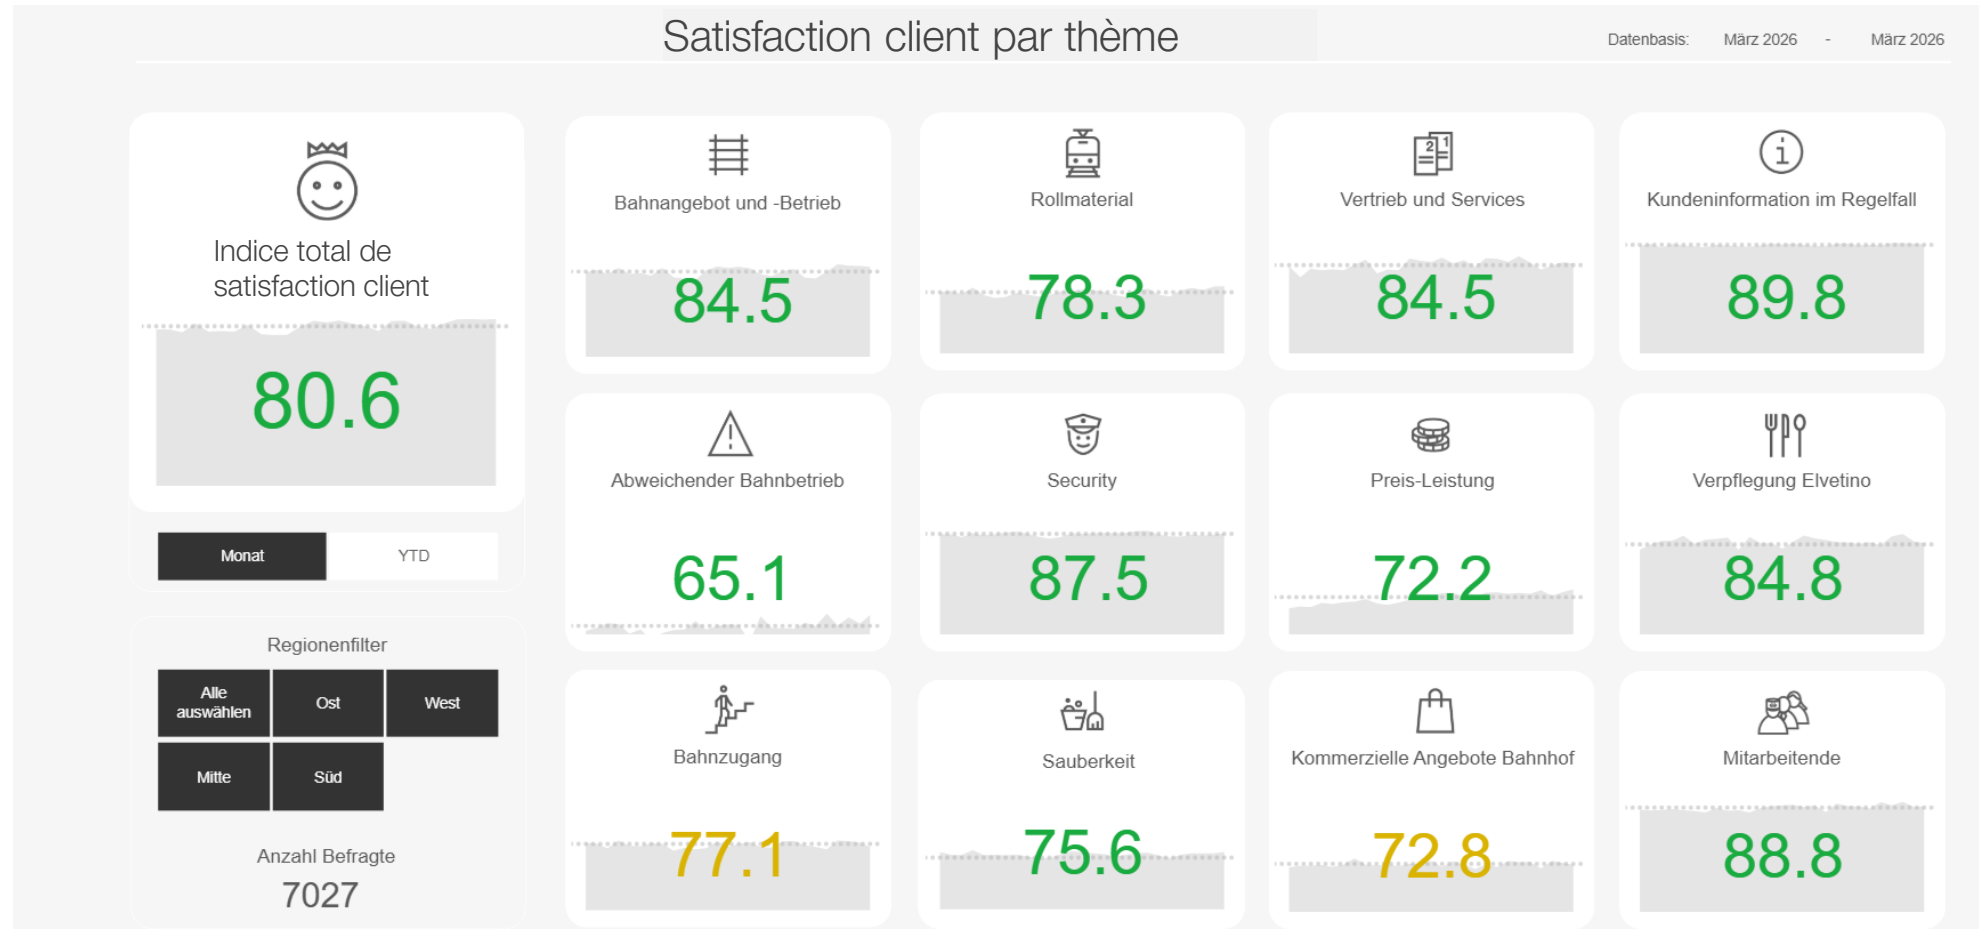 Satisfaction client par thème
Datenbasis: März 2026 - März 2026
Indice total de
satisfaction client
80.6
Monat YTD
Regionenfilter
Alle
auswählen
Ost
West
Mitte
Süd
Anzahl Befragte
7027
Bahnangebot und -Betrieb
84.5
Rollmaterial
78.3
2 1
Vertrieb und Services
84.5
i
Kundeninformation im Regelfall
89.8
Abweichender Bahnbetrieb
65.1
Security
87.5
Preis-Leistung
72.2
Verpflegung Elvetino
84.8
Bahnzugang
77.1
Sauberkeit
75.6
Kommerzielle Angebote Bahnhof
72.8
Mitarbeitende
88.8